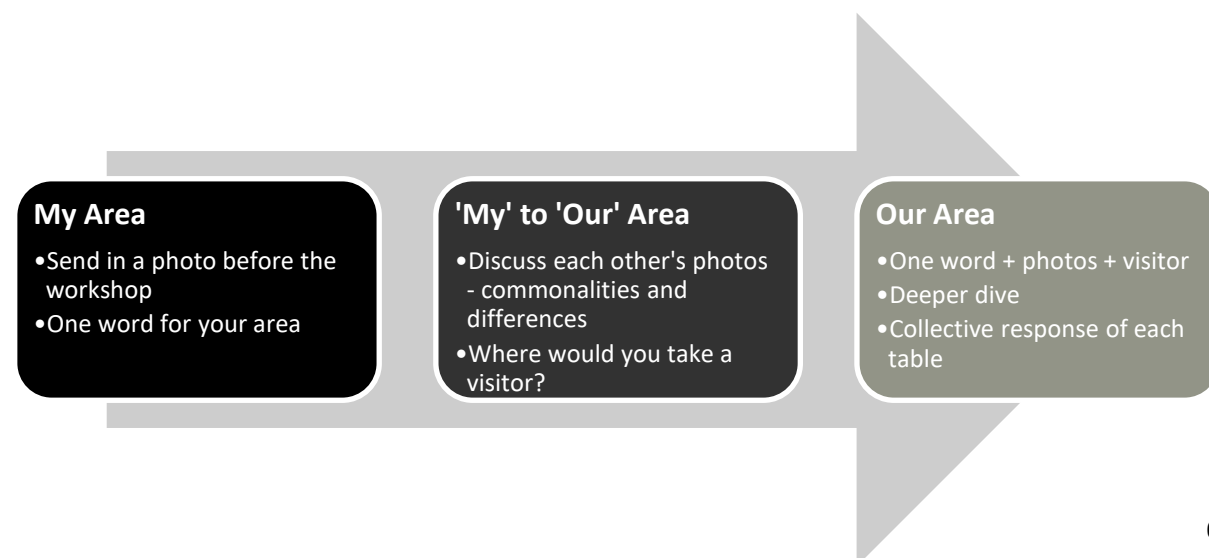 My Area
•Send in a photo before the
workshop
•One word for your area
'My' to 'Our' Area
•Discuss each other's photos
- commonalities and
differences
•Where would you take a
visitor?
Our Area
•One word + photos + visitor
•Deeper dive
•Collective response of each
table